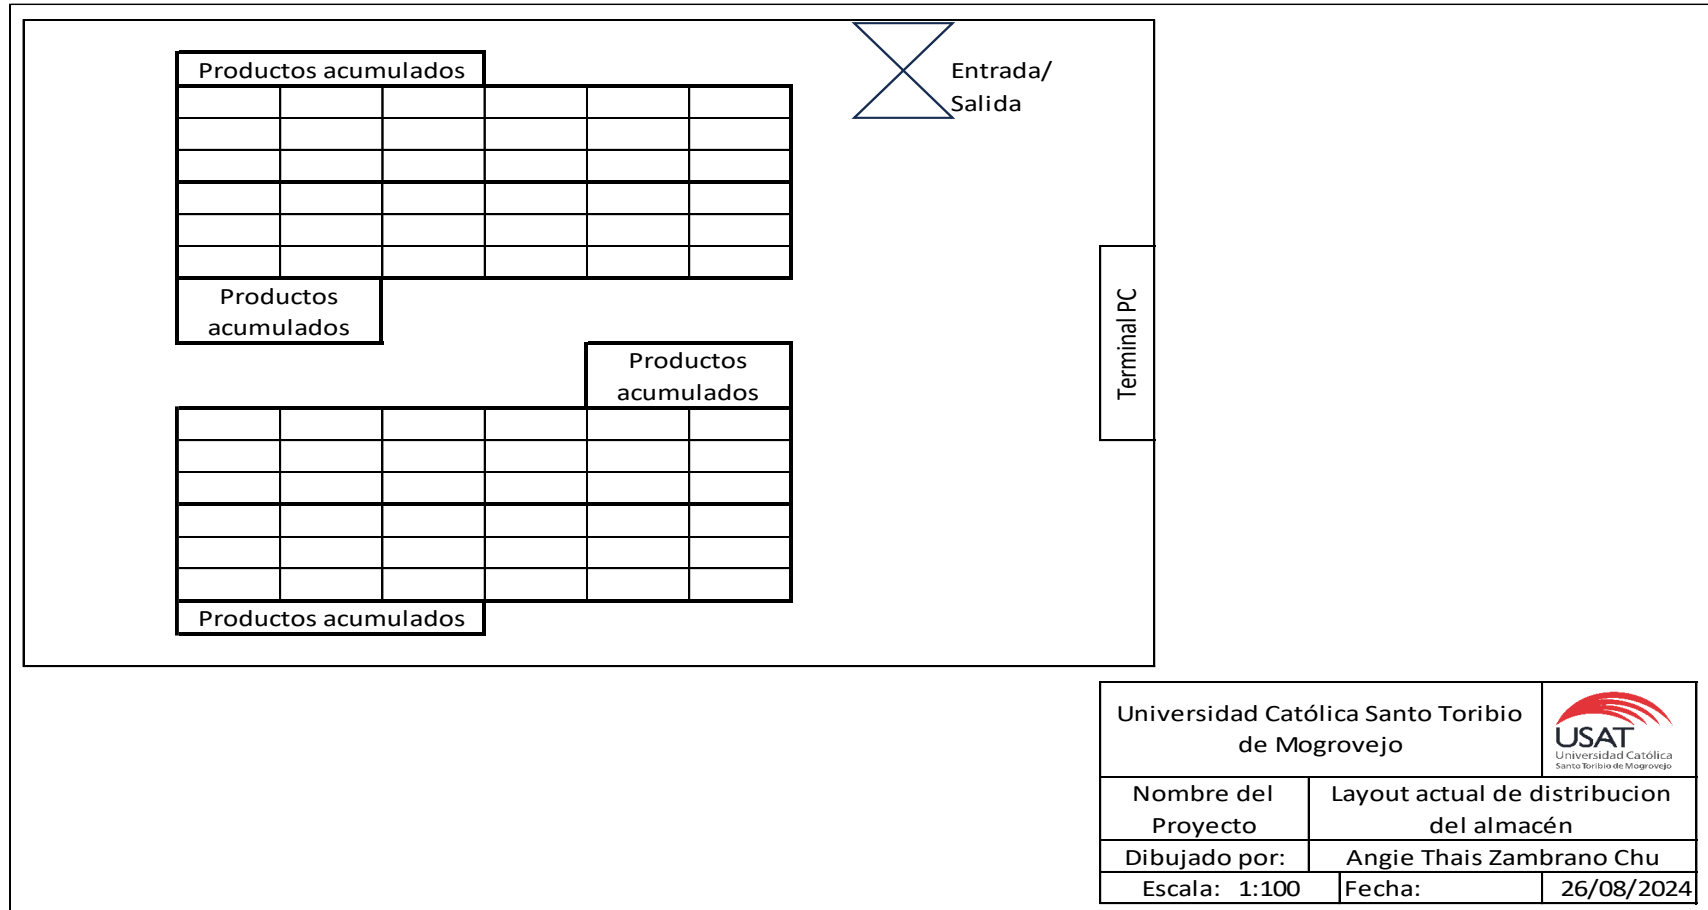 Productos acumulados
Entrada/
Salida
Productos
acumulados
Terminal PC
Productos
acumulados
Productos acumulados
Universidad Católica Santo Toribio
de Mogrovejo
USAT
Universidad Católica
Santo Toribio de Mogrovejo
Nombre del
Proyecto
Layout actual de distribucion
del almacén
Dibujado por:
Angie Thais Zambrano Chu
Escala: 1:100
Fecha:
26/08/2024